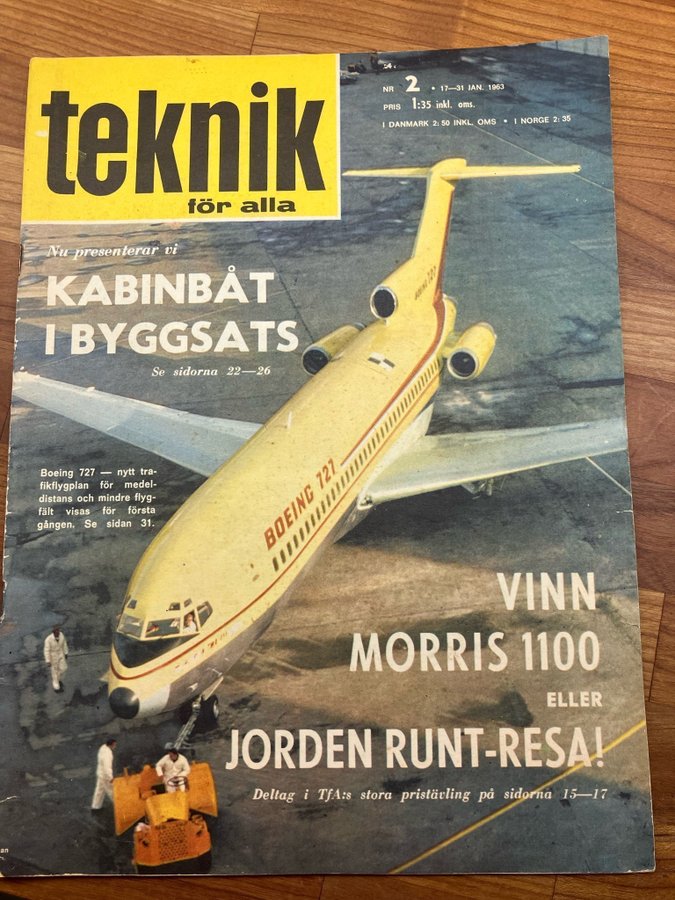 teknik
för alla
NR 2 • 17—31 JAN. 1963
PRIS 1:35 inkl. oms.
I DANMARK 2:50 INKL. OMS • I NORGE 2:35
Nu presenterar vi
KABINBÅT
I BYGGSATS
Se sidorna 22—26
BOEING 727
Boeing 727 — nytt tra-
fikflygplan för medel-
distans och mindre flyg-
fält visas för första
gången. Se sidan 31.
BOEING 727
VINN
MORRIS 1100
ELLER
JORDEN RUNT-RESA!
Deltag i TfA:s stora pristävling på sidorna 15—17